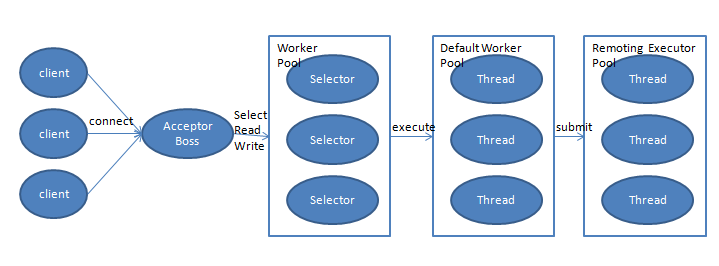 client
client
client
connect
Acceptor
Boss
Select
Read
Write
Worker
Pool
Selector
Selector
Selector
execute
Default Worker
Pool
Thread
Thread
Thread
submit
Remoting Executor
Pool
Thread
Thread
Thread